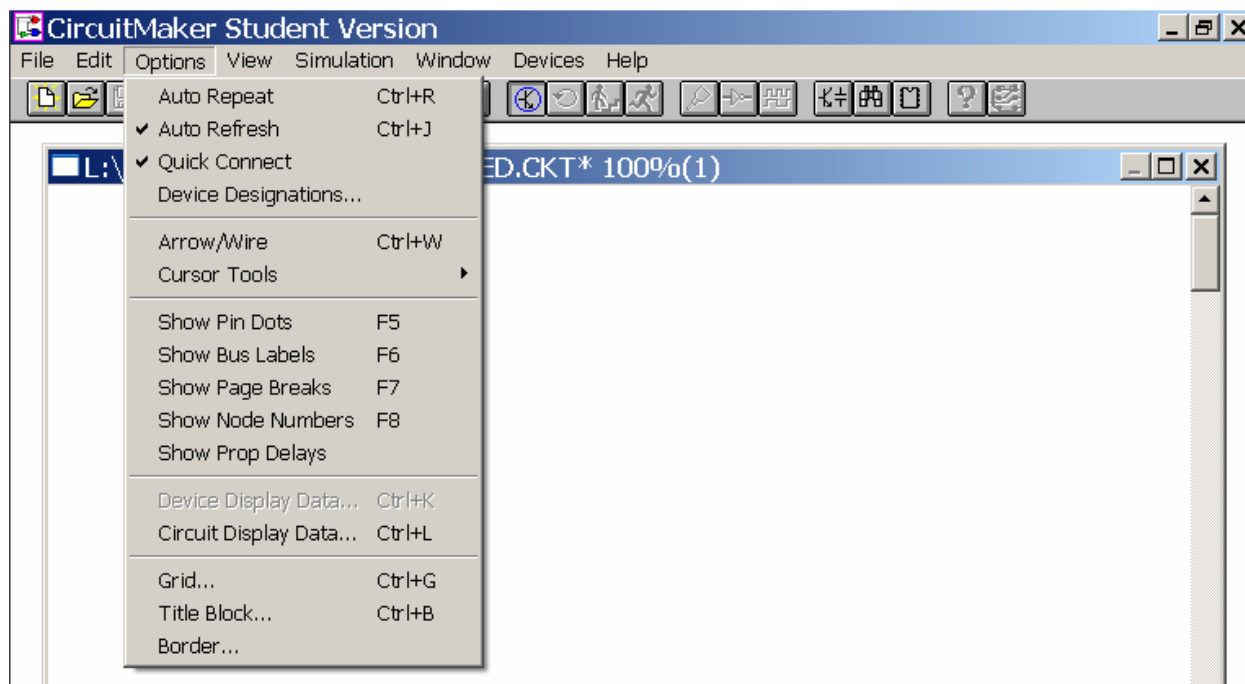 CircuitMaker Student Version
File Edit Options View Simulation Window Devices Help
Auto Repeat Ctrl+R
Auto Refresh Ctrl+J
L:\ ED.CKT* 100%(1)
Quick Connect
Device Designations...
Arrow/Wire Ctrl+W
Cursor Tools
Show Pin Dots F5
Show Bus Labels F6
Show Page Breaks F7
Show Node Numbers F8
Show Prop Delays
Device Display Data... Ctrl+K
Circuit Display Data... Ctrl+L
Grid... Ctrl+G
Title Block... Ctrl+B
Border...